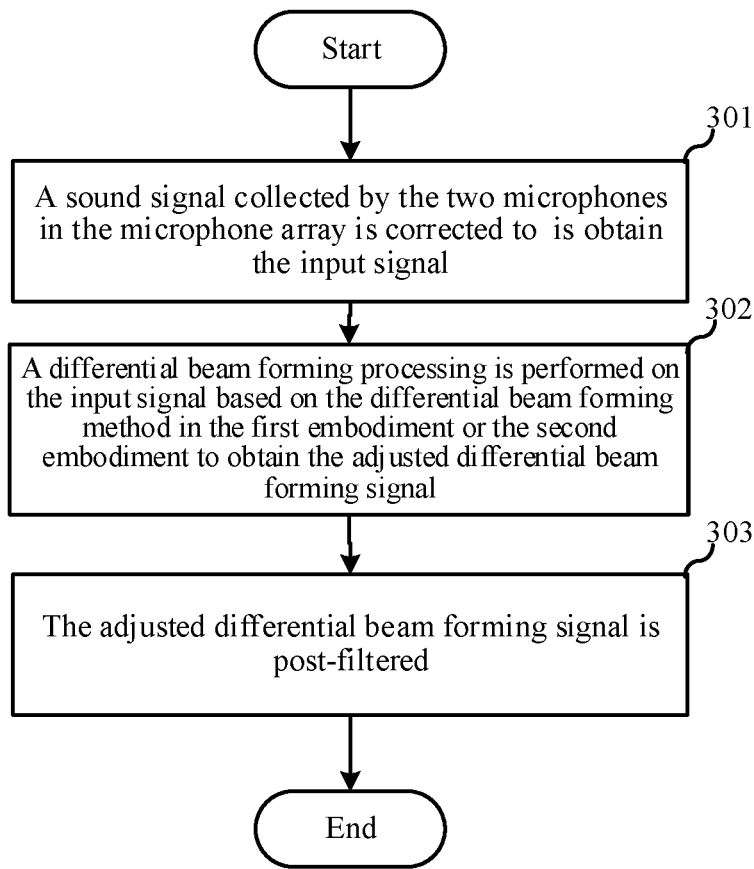 Start
301
A sound signal collected by the two microphones
in the microphone array is corrected to is obtain
the input signal
302
A differential beam forming processing is performed on
the input signal based on the differential beam forming
method in the first embodiment or the second
embodiment to obtain the adjusted differential beam
forming signal
303
The adjusted differential beam forming signal is
post-filtered
End